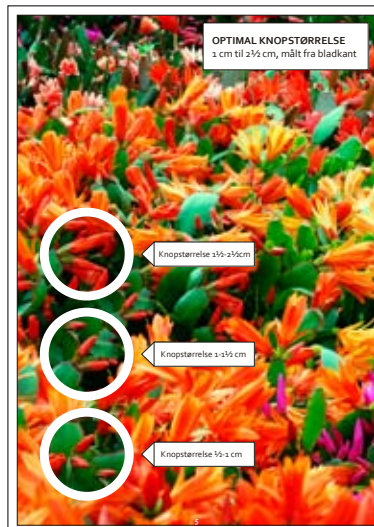 OPTIMAL KNOPSTØRRELSE
1 cm til 2½ cm, målt fra bladkant
Knopstørrelse 1½-2½cm
Knopstørrelse 1-1½ cm
Knopstørrelse ½-1 cm
5